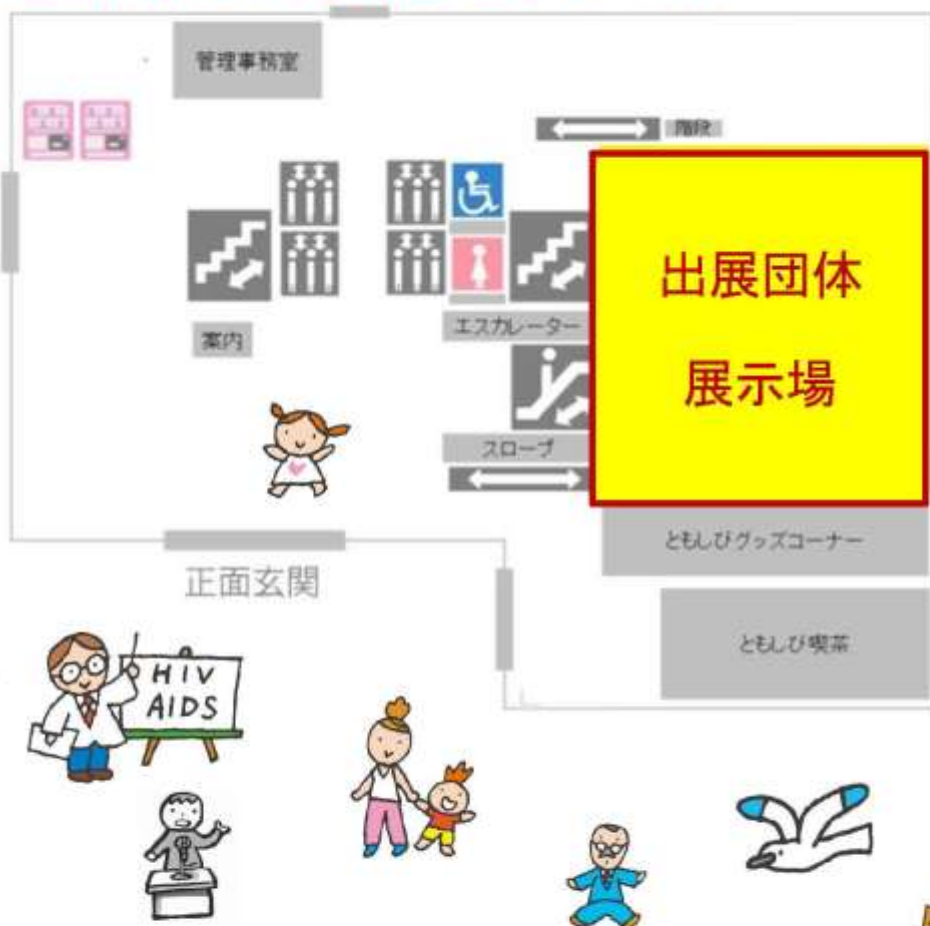 管理事務室
階段
出展団体
展示場
エスカレーター
案内
スロープ
ともしびグッズコーナー
正面玄関
ともしび喫茶
HIV
AIDS